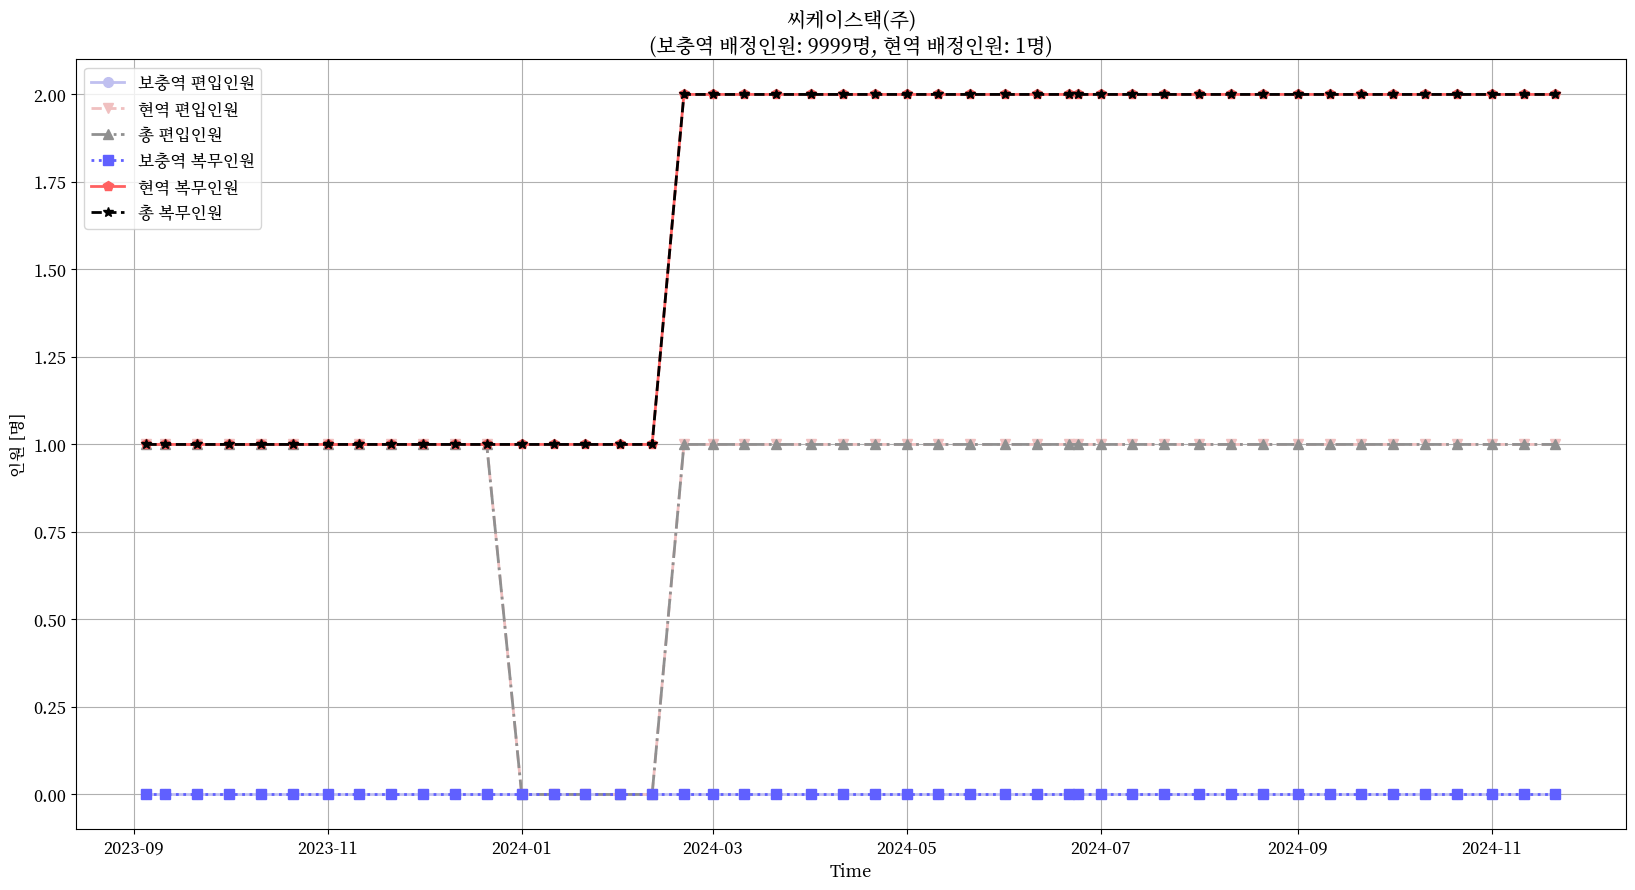 씨케이스택(주)
(보충역 배정인원: 9999명, 현역 배정인원: 1명)
보충역 편입인원
현역 편입인원
총 편입인원
보충역 복무인원
현역 복무인원
총 복무인원
인원 [명]
2.00
1.75
1.50
1.25
1.00
0.75
0.50
0.25
0.00
2023-09 2023-11 2024-01 2024-03 2024-05 2024-07 2024-09 2024-11
Time